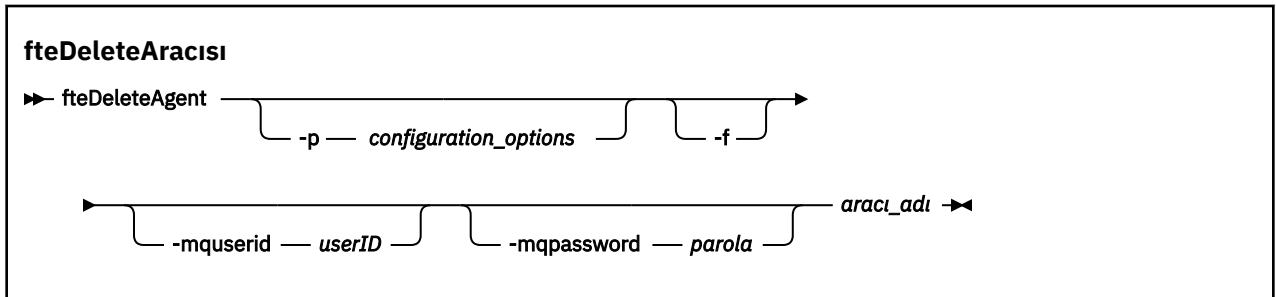 fteDeleteAracısı
fteDeleteAgent
-p configuration_options -f
aracı_adı
-mquserid userID -mqpassword parola